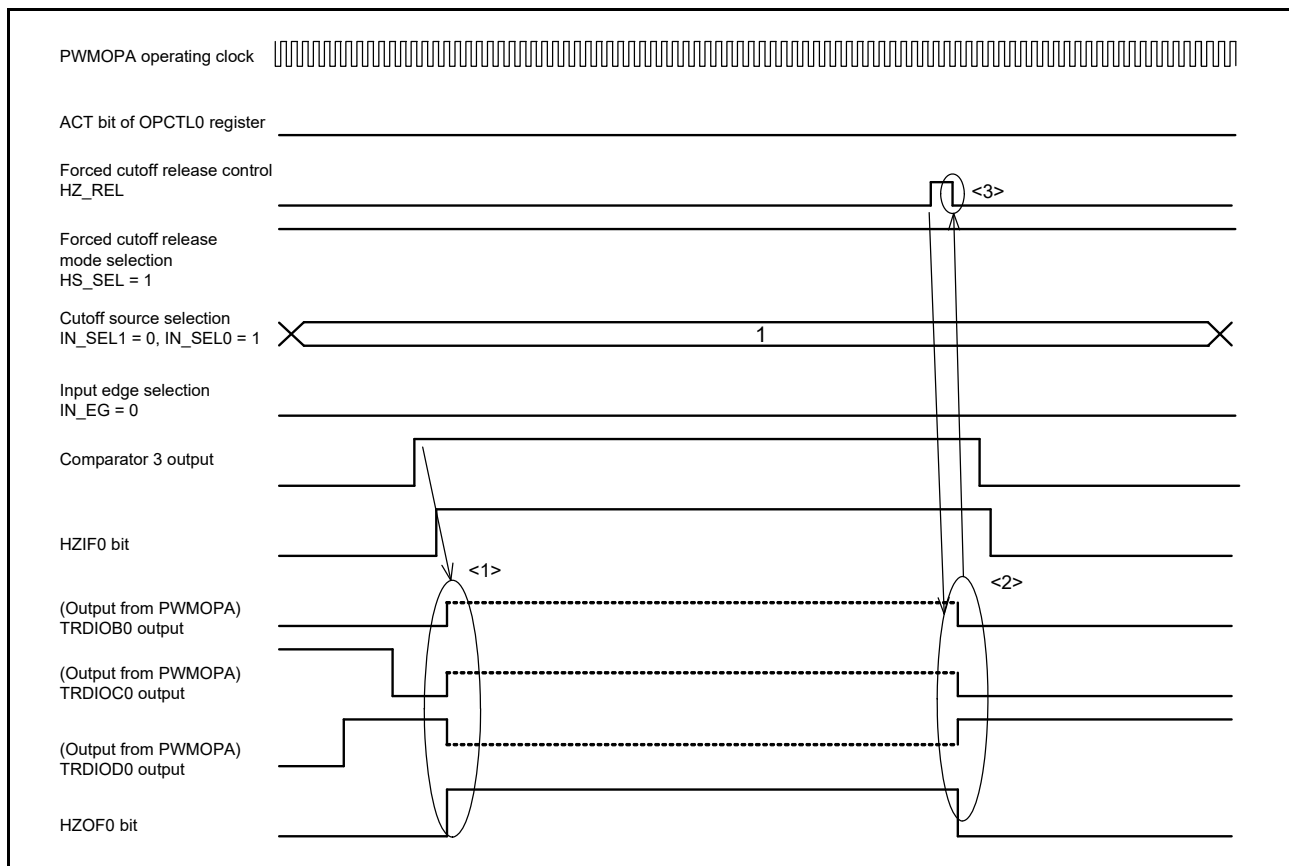 PWMOPA operating clock
ACT bit of OPCTL0 register
Forced cutoff release control
HZ_REL
<3>
Forced cutoff release
mode selection
HS_SEL = 1
Cutoff source selection
IN_SEL1 = 0, IN_SEL0 = 1
1
Input edge selection
IN_EG = 0
Comparator 3 output
HZIF0 bit
<1>
<2>
(Output from PWMOPA)
TRDIOB0 output
(Output from PWMOPA)
TRDIOC0 output
(Output from PWMOPA)
TRDIOD0 output
HZOF0 bit